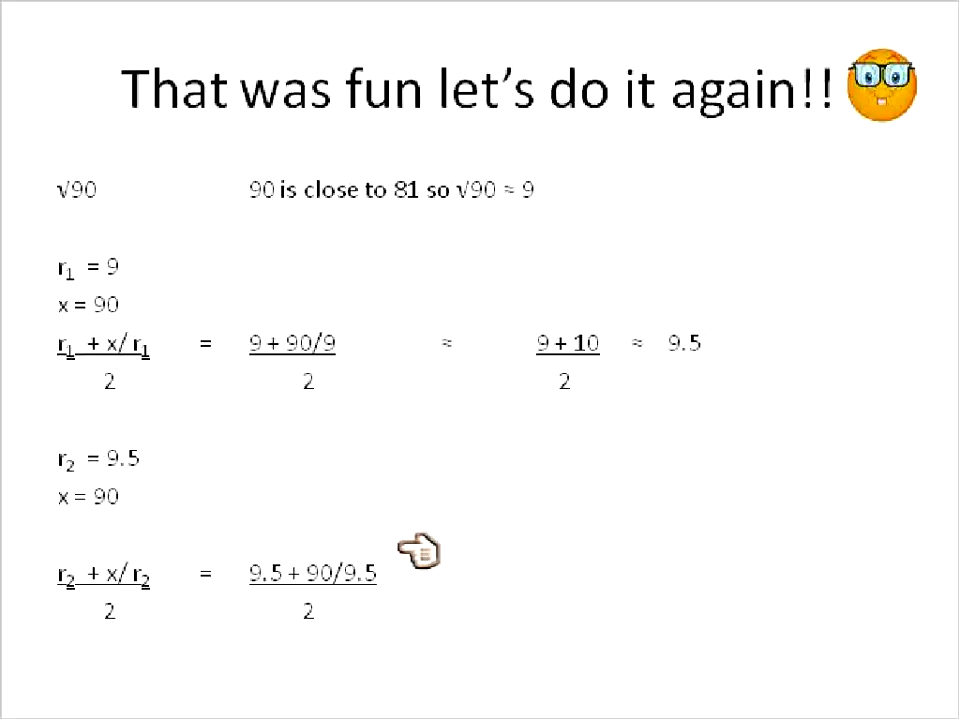 That was fun let's do it again!!
√90 90 is close to 81 so √90 ≈ 9
r₁ = 9
x = 90
r₁ + x/ r₁ = 9 + 90/9 ≈ 9 + 10 ≈ 9.5
2 2 2
r₂ = 9.5
x = 90
r₂ + x/ r₂ = 9.5 + 90/9.5
2 2